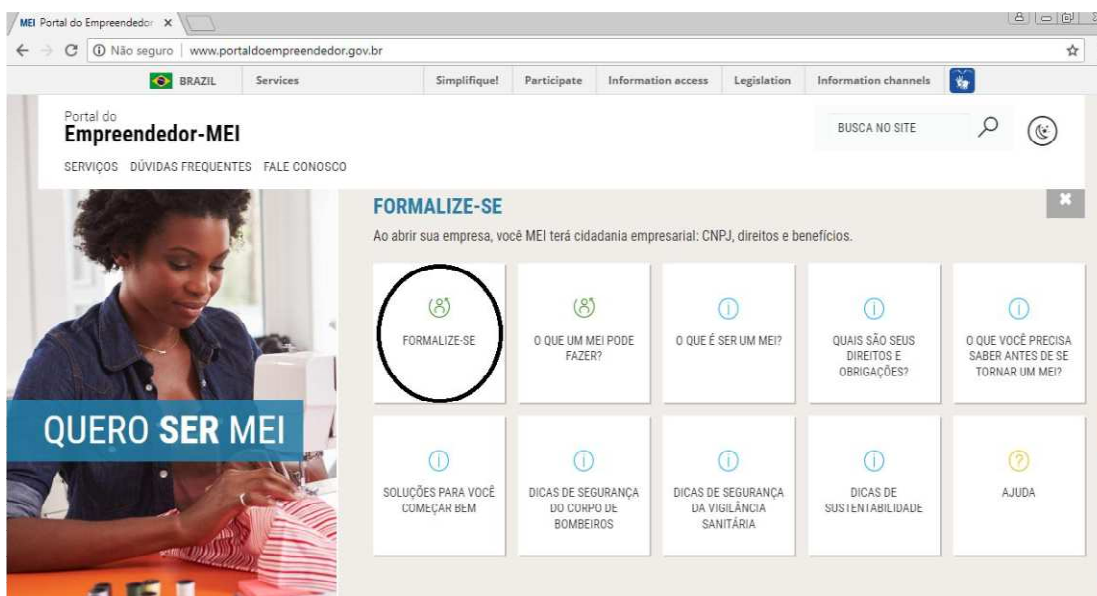 MEI Portal do Empreendedor
Não seguro | www.portaldoempreendedor.gov.br
BRAZIL Services Simplifique! Participate Information access Legislation Information channels
Portal do
Empreendedor-MEI
BUSCA NO SITE
SERVIÇOS DÚVIDAS FREQUENTES FALE CONOSCO
FORMALIZE-SE
Ao abrir sua empresa, você MEI terá cidadania empresarial: CNPJ, direitos e benefícios.
FORMALIZE-SE
O QUE UM MEI PODE
FAZER?
O QUE É SER UM MEI?
QUAIS SÃO SEUS
DIREITOS E
OBRIGAÇÕES?
O QUE VOCÊ PRECISA
SABER ANTES DE SE
TORNAR UM MEI?
QUERO SER MEI
SOLUÇÕES PARA VOCÊ
COMEÇAR BEM
DICAS DE SEGURANÇA
DO CORPO DE
BOMBEIROS
DICAS DE SEGURANÇA
DA VIGILÂNCIA
SANITÁRIA
DICAS DE
SUSTENTABILIDADE
AJUDA